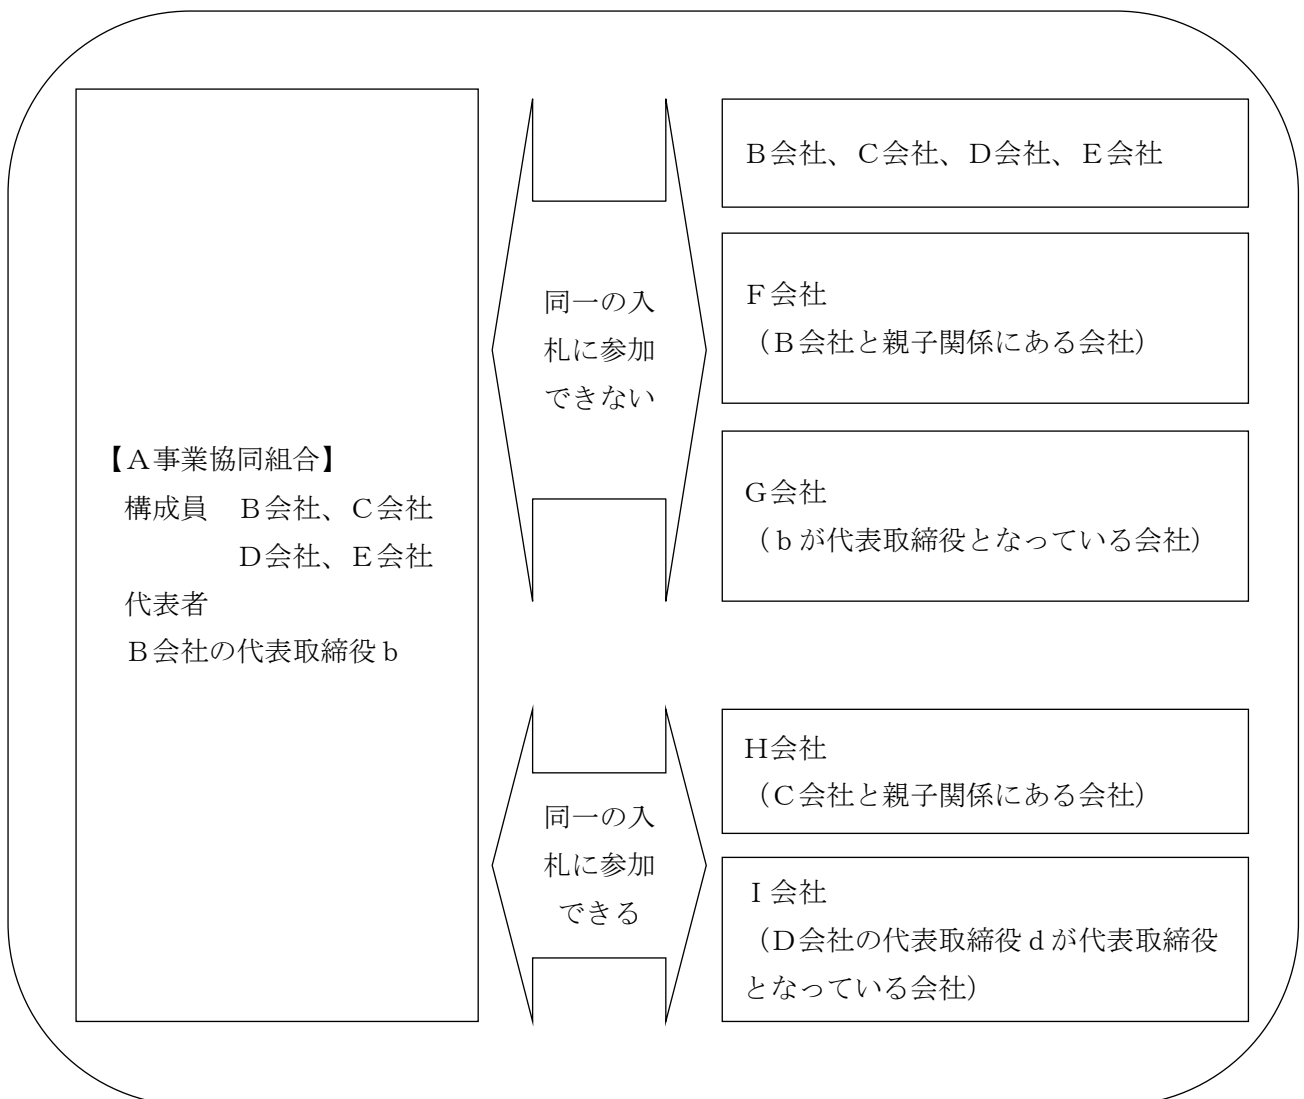 【A事業協同組合】
構成員　B会社、C会社
D会社、E会社
代表者
B会社の代表取締役b
同一の入
札に参加
できない
B会社、C会社、D会社、E会社
F会社
（B会社と親子関係にある会社）
G会社
（bが代表取締役となっている会社）
同一の入
札に参加
できる
H会社
（C会社と親子関係にある会社）
I会社
（D会社の代表取締役dが代表取締役
となっている会社）